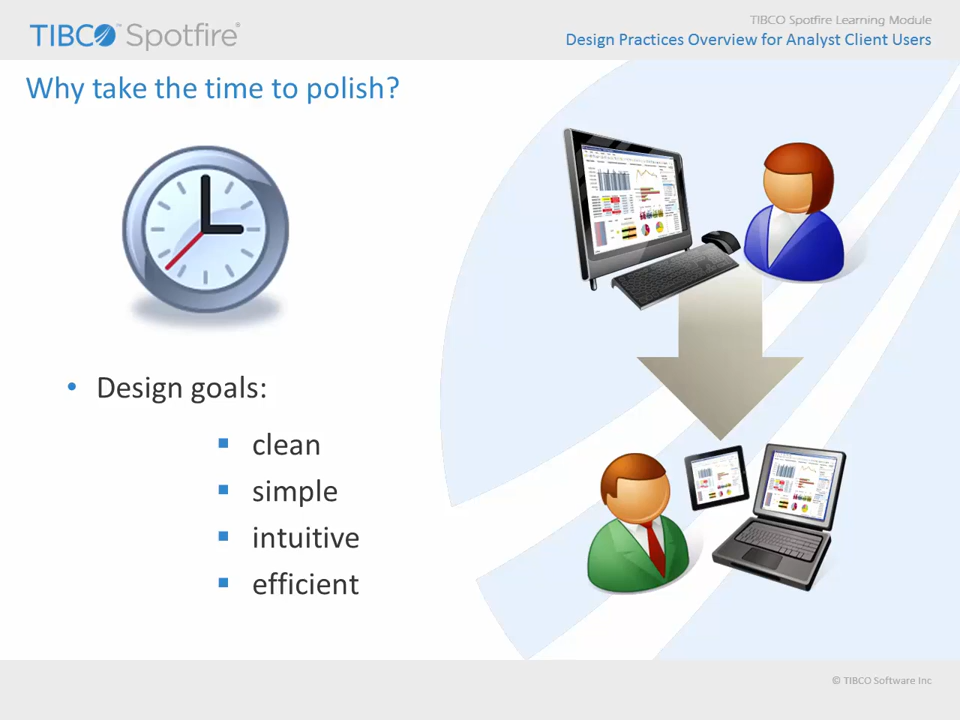 TIBCO™ Spotfire®
TIBCO Spotfire Learning Module
Design Practices Overview for Analyst Client Users
Why take the time to polish?
• Design goals:
▪ clean
▪ simple
▪ intuitive
▪ efficient
© TIBCO Software Inc